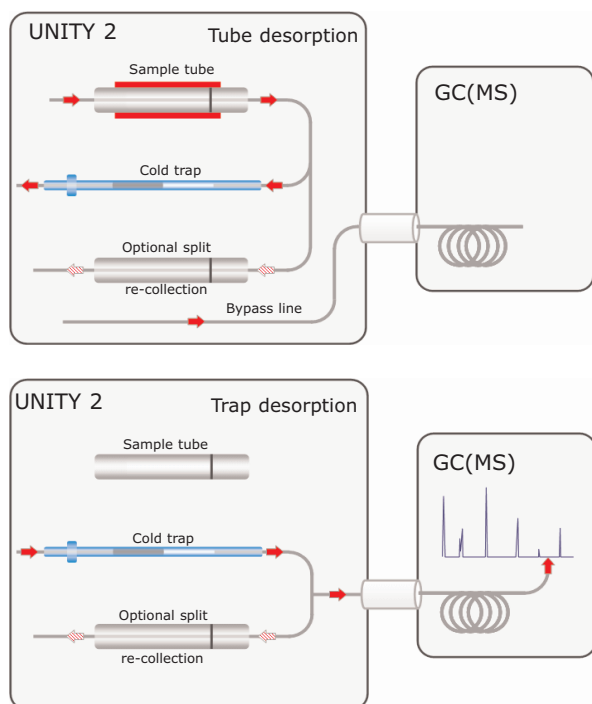 UNITY 2
Tube desorption
Sample tube
GC(MS)
Cold trap
Optional split
re-collection
Bypass line
UNITY 2
Trap desorption
Sample tube
GC(MS)
Cold trap
Optional split
re-collection